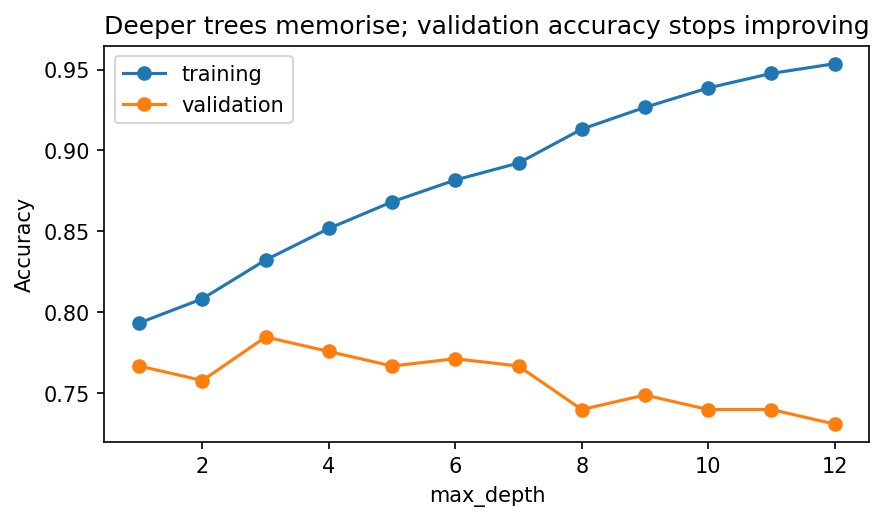 Deeper trees memorise; validation accuracy stops improving
training
validation
0.95
0.90
0.85
0.80
0.75
Accuracy
2
4
6
8
10
12
max_depth